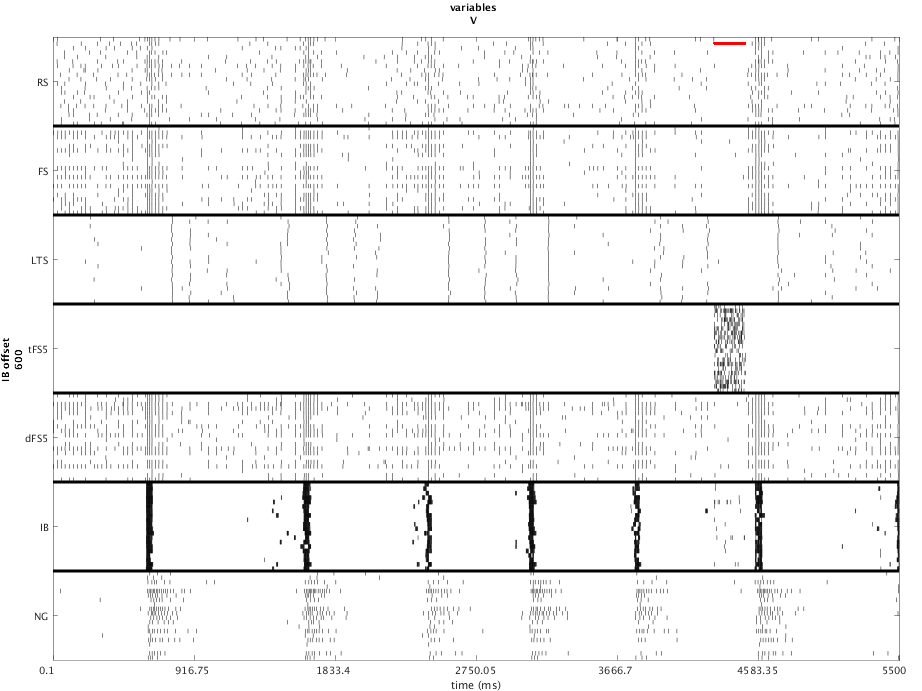 variables
V
RS
FS
LTS
tFS5
dFS5
IB
NG
IB offset
600
0.1 916.75 1833.4 2750.05 3666.7 4583.35 5500
time (ms)